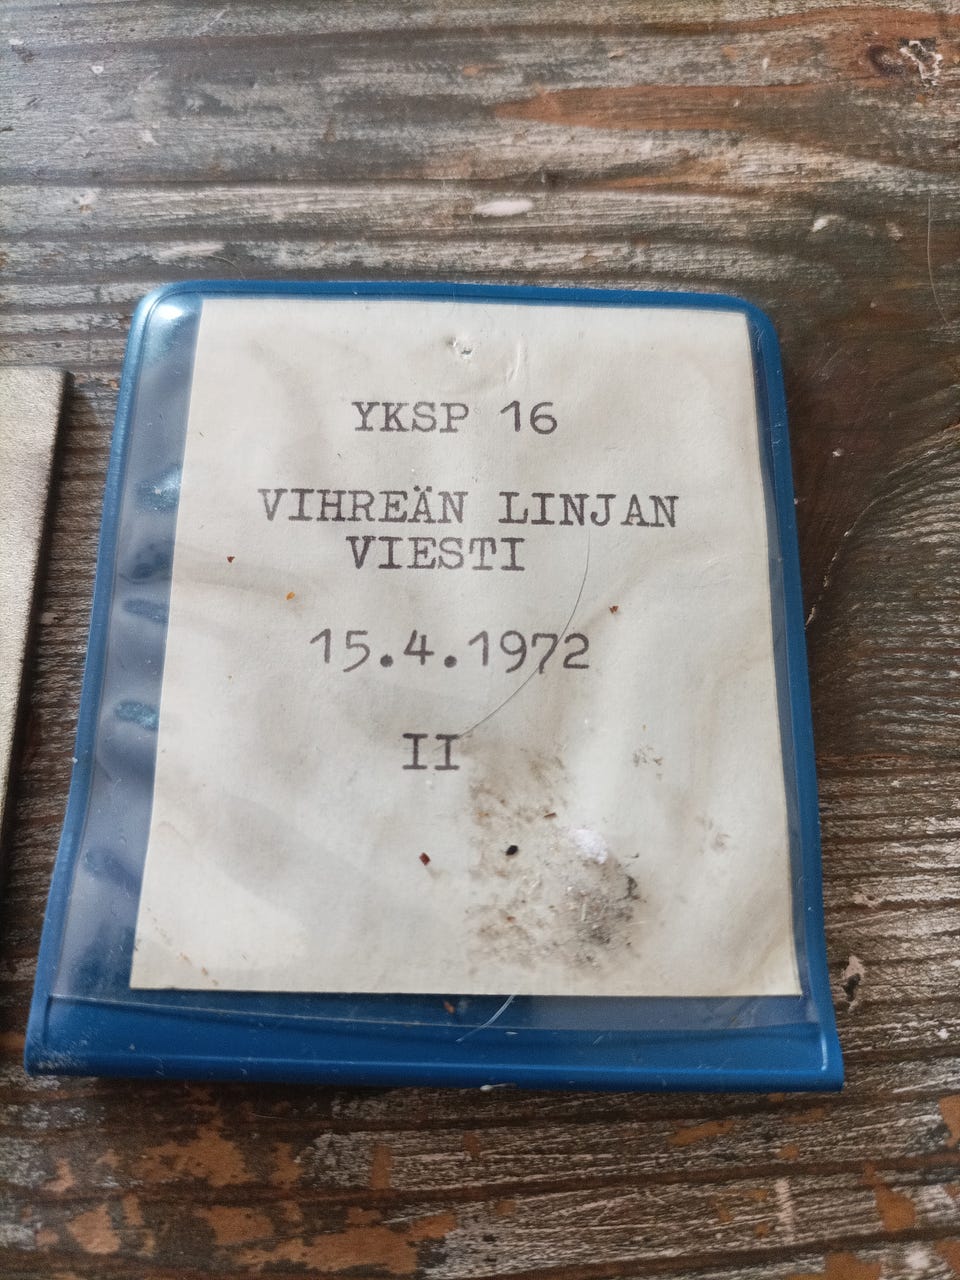 YKSP 16
VIHREÄN LINJAN
VIESTI
15.4.1972
II